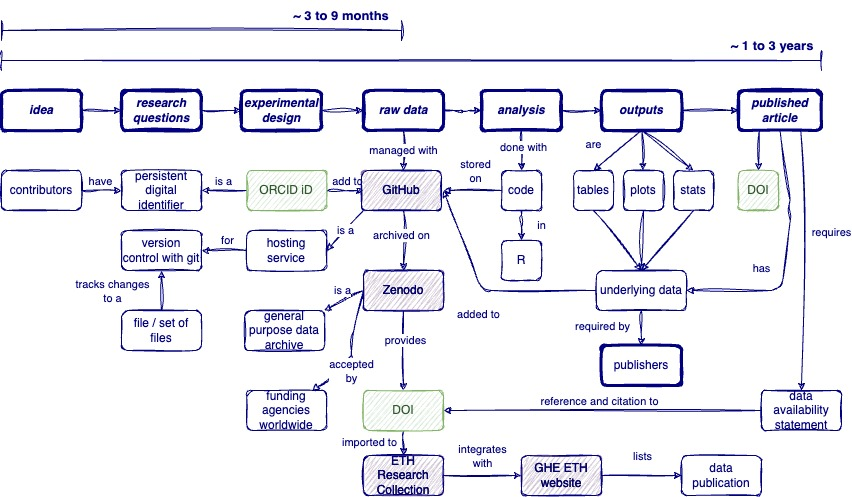 ~ 3 to 9 months
~ 1 to 3 years
idea
research
questions
experimental
design
raw data
analysis
outputs
published
article
managed with
done with
are
contributors
have
persistent
digital
identifier
is a
ORCID iD
add to
GitHub
stored
on
code
tables
plots
stats
DOI
requires
version
control with git
for
hosting
service
is a
archived on
in
R
has
tracks changes
to a
file / set of
files
is a
Zenodo
general
purpose data
archive
added to
underlying data
required by
publishers
accepted
by
provides
funding
agencies
worldwide
DOI
reference and citation to
data
availability
statement
imported to
ETH
Research
Collection
integrates
with
GHE ETH
website
lists
data
publication